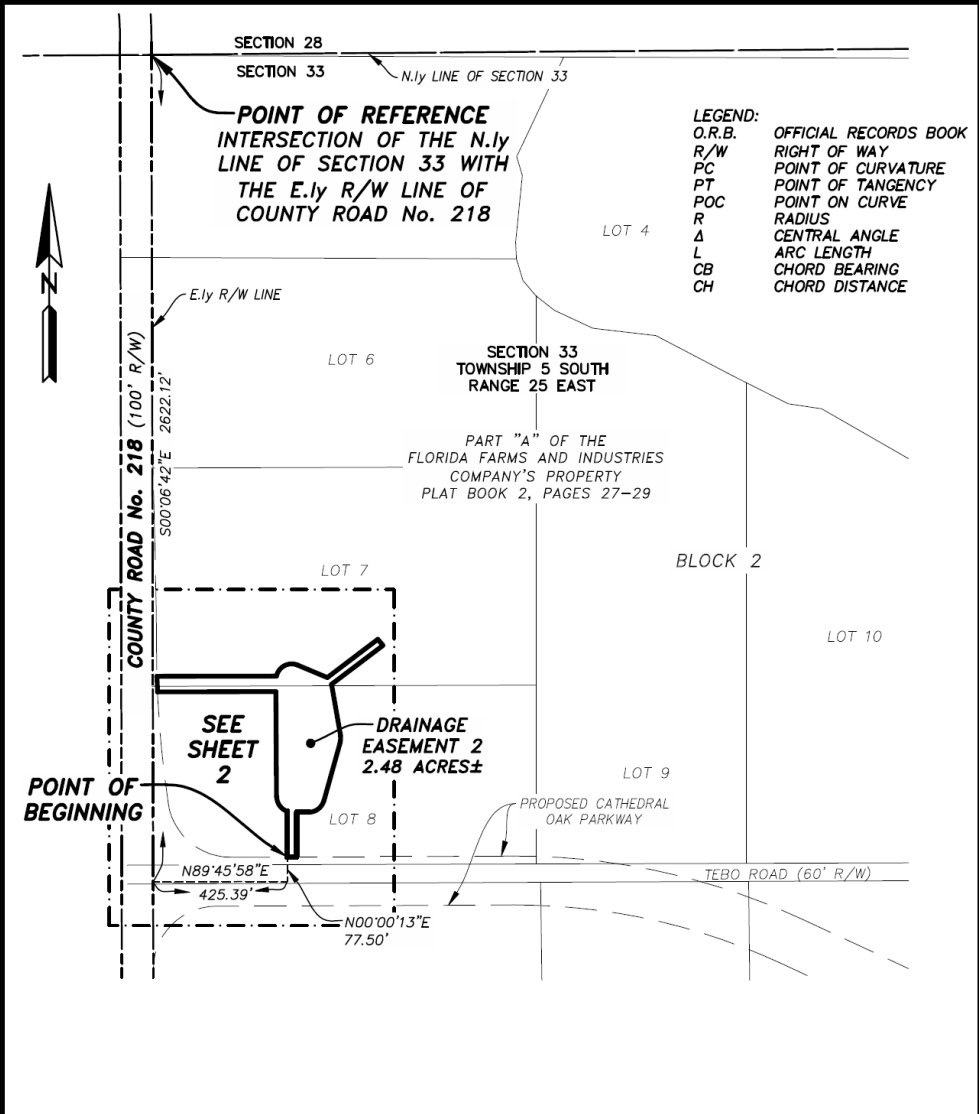 SECTION 28
SECTION 33
N.ly LINE OF SECTION 33
POINT OF REFERENCE
INTERSECTION OF THE N.ly
LINE OF SECTION 33 WITH
THE E.ly R/W LINE OF
COUNTY ROAD No. 218
LEGEND:
O.R.B. OFFICIAL RECORDS BOOK
R/W RIGHT OF WAY
PC POINT OF CURVATURE
PT POINT OF TANGENCY
POC POINT ON CURVE
R RADIUS
Δ CENTRAL ANGLE
L ARC LENGTH
CB CHORD BEARING
CH CHORD DISTANCE
N
LOT 4
E.ly R/W LINE
LOT 6
SECTION 33
TOWNSHIP 5 SOUTH
RANGE 25 EAST
COUNTY ROAD No. 218 (100' R/W)
S00°06'42"E 2622.12'
PART "A" OF THE
FLORIDA FARMS AND INDUSTRIES
COMPANY'S PROPERTY
PLAT BOOK 2, PAGES 27-29
BLOCK 2
LOT 7
LOT 10
SEE
SHEET
2
DRAINAGE
EASEMENT 2
2.48 ACRES±
POINT OF
BEGINNING
LOT 9
LOT 8
PROPOSED CATHEDRAL
OAK PARKWAY
N89°45'58"E
425.39'
TEBO ROAD (60' R/W)
N00°00'13"E
77.50'